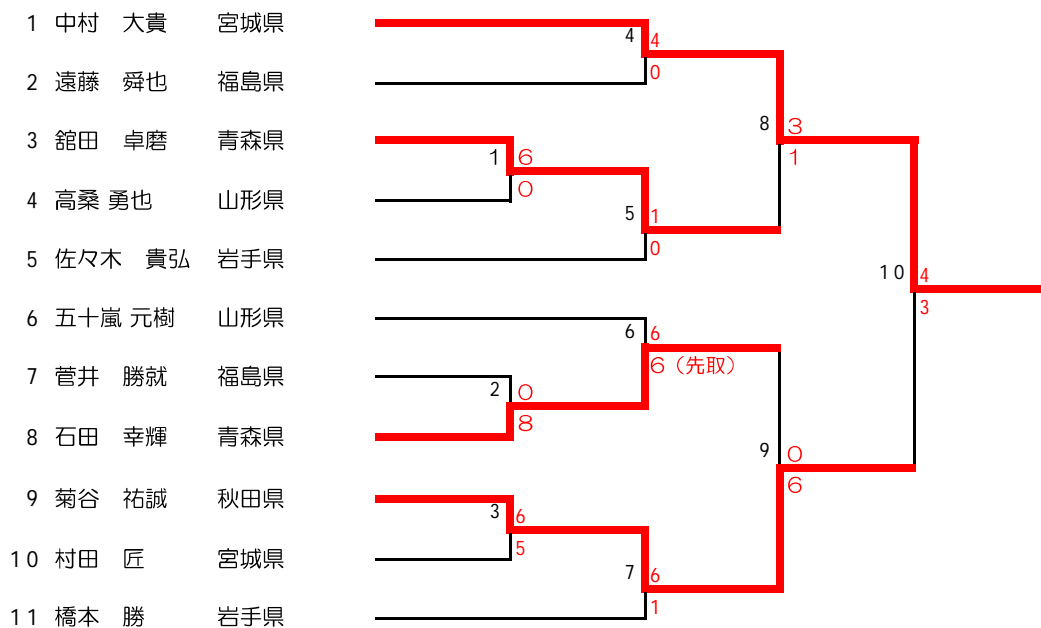 1 中村　大貴 宮城県
4 4
0
2 遠藤　舜也 福島県
8 3
3 舘田　卓磨 青森県
1 6
1
0
4 高桑 勇也 山形県
5 1
0
5 佐々木　貴弘 岩手県
10 4
3
6 五十嵐 元樹 山形県
6 6
6（先取）
7 菅井　勝就 福島県
2 0
8
8 石田　幸輝 青森県
9 0
6
9 菊谷　祐誠 秋田県
3 6
5
10 村田　匠 宮城県
7 6
1
11 橋本　勝 岩手県